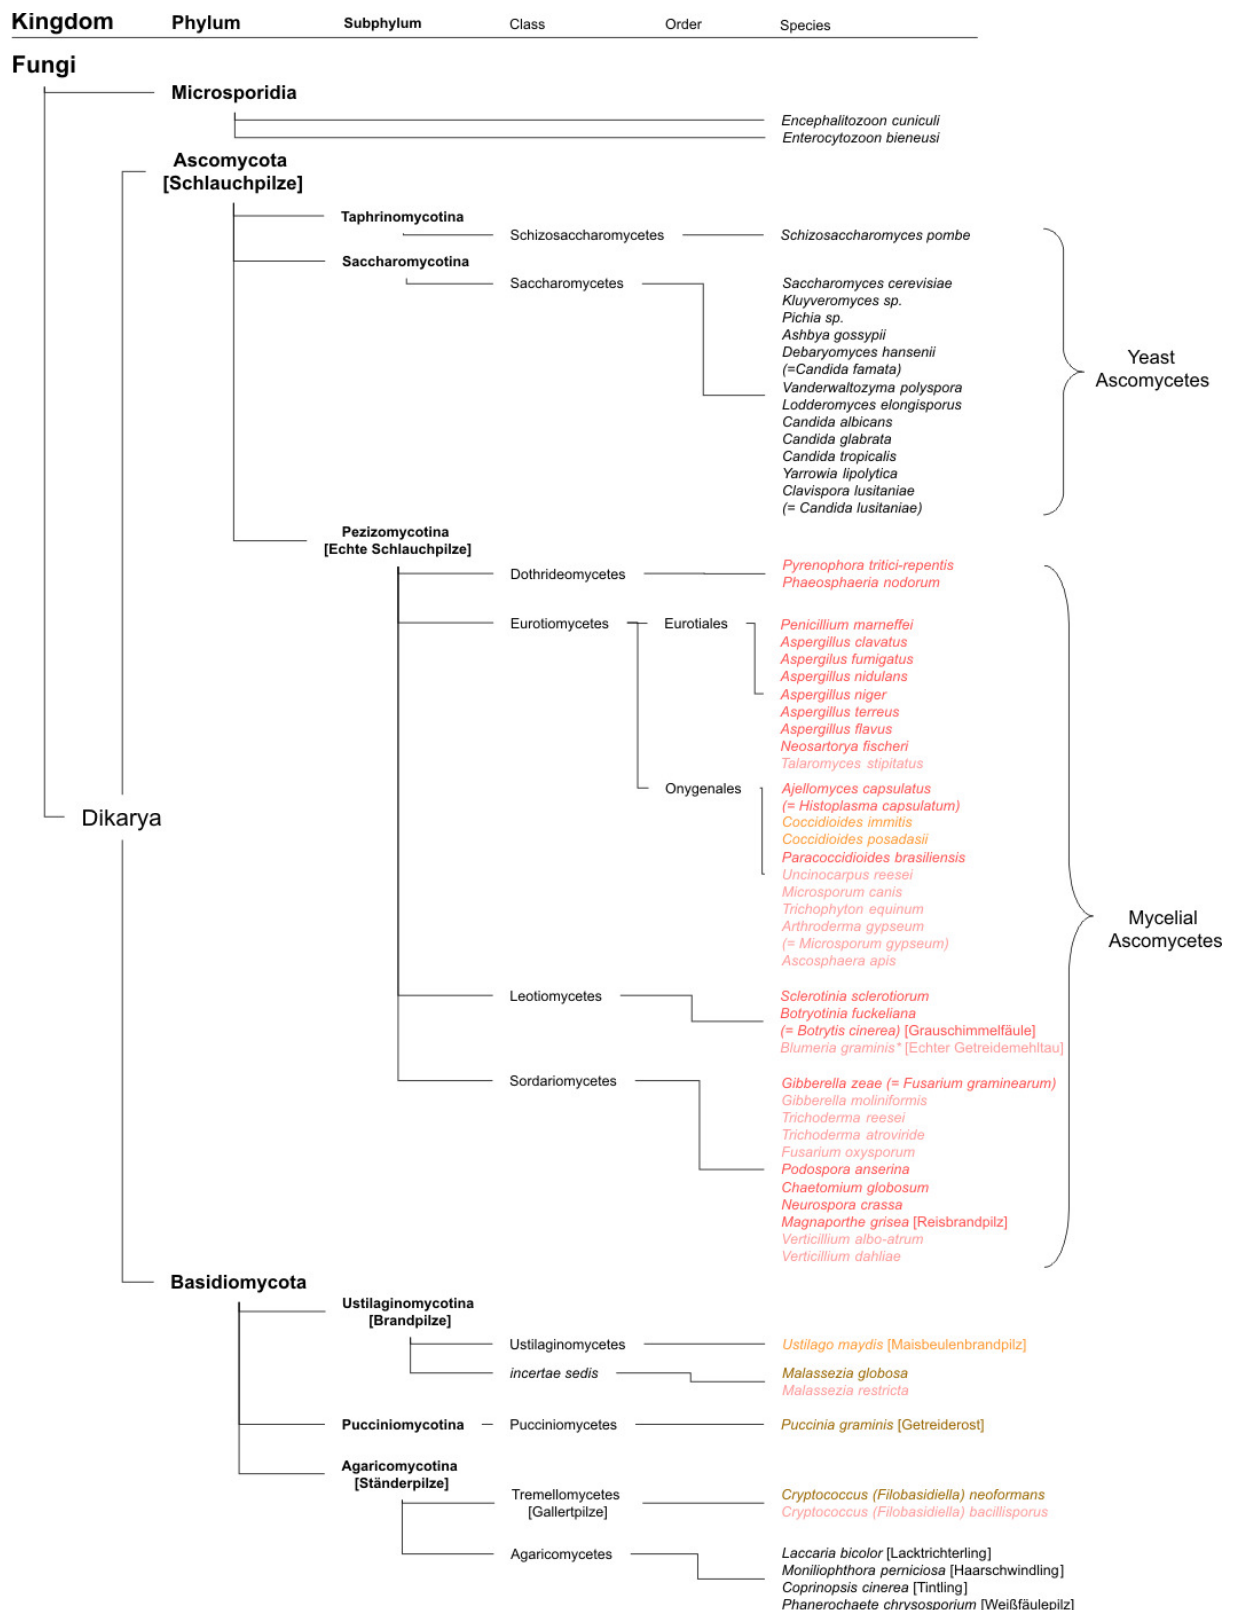 Kingdom Phylum Subphylum Class Order Species
Fungi
Microsporidia
Encephalitozoon cuniculi
Enterocytozoon bieneusi
Ascomycota
[Schlauchpilze]
Taphrinomycotina
Schizosaccharomycetes Schizosaccharomyces pombe
Saccharomycotina
Saccharomycetes Saccharomyces cerevisiae
Kluyveromyces sp.
Pichia sp.
Ashbya gossypii
Debaryomyces hansenii
(=Candida famata)
Vanderwaltozyma polyspora
Lodderomyces elongisporus
Candida albicans
Candida glabrata
Candida tropicalis
Yarrowia lipolytica
Clavispora lusitaniae
(= Candida lusitaniae)
Yeast
Ascomycetes
Pezizomycotina
[Echte Schlauchpilze]
Dothrideomycetes
Pyrenophora tritici-repentis
Phaeosphaeria nodorum
Eurotiomycetes Eurotiales Penicillium marneffei
Aspergillus clavatus
Aspergilus fumigatus
Aspergillus nidulans
Aspergillus niger
Aspergillus terreus
Aspergillus flavus
Neosartorya fischeri
Talaromyces stipitatus
Onygenales Ajellomyces capsulatus
(= Histoplasma capsulatum)
Coccidioides immitis
Coccidioides posadasii
Paracoccidioides brasiliensis
Uncinocarpus reesei
Microsporum canis
Trichophyton equinum
Arthroderma gypseum
(= Microsporum gypseum)
Ascosphaera apis
Dikarya
Mycelial
Ascomycetes
Leotiomycetes Sclerotinia sclerotiorum
Botryotinia fuckeliana
(= Botrytis cinerea) [Grauschimmelfäule]
Blumeria graminis* [Echter Getreidemehltau]
Sordariomycetes Gibberella zeae (= Fusarium graminearum)
Gibberella moliniformis
Trichoderma reesei
Trichoderma atroviride
Fusarium oxysporum
Podospora anserina
Chaetomium globosum
Neurospora crassa
Magnaporthe grisea [Reisbrandpilz]
Verticillium albo-atrum
Verticillium dahliae
Basidiomycota
Ustilaginomycotina
[Brandpilze]
Ustilaginomycetes Ustilago maydis [Maisbeulenbrandpilz]
incertae sedis Malassezia globosa
Malassezia restricta
Pucciniomycotina Pucciniomycetes Puccinia graminis [Getreiderost]
Agaricomycotina
[Ständerpilze]
Tremellomycetes
[Gallertpilze]
Cryptococcus (Filobasidiella) neoformans
Cryptococcus (Filobasidiella) bacillisporus
Agaricomycetes Laccaria bicolor [Lacktrichterling]
Moniliophthora perniciosa [Haarschwindling]
Coprinopsis cinerea [Tintling]
Phanerochaete chrysosporium [Weißfäulepilz]